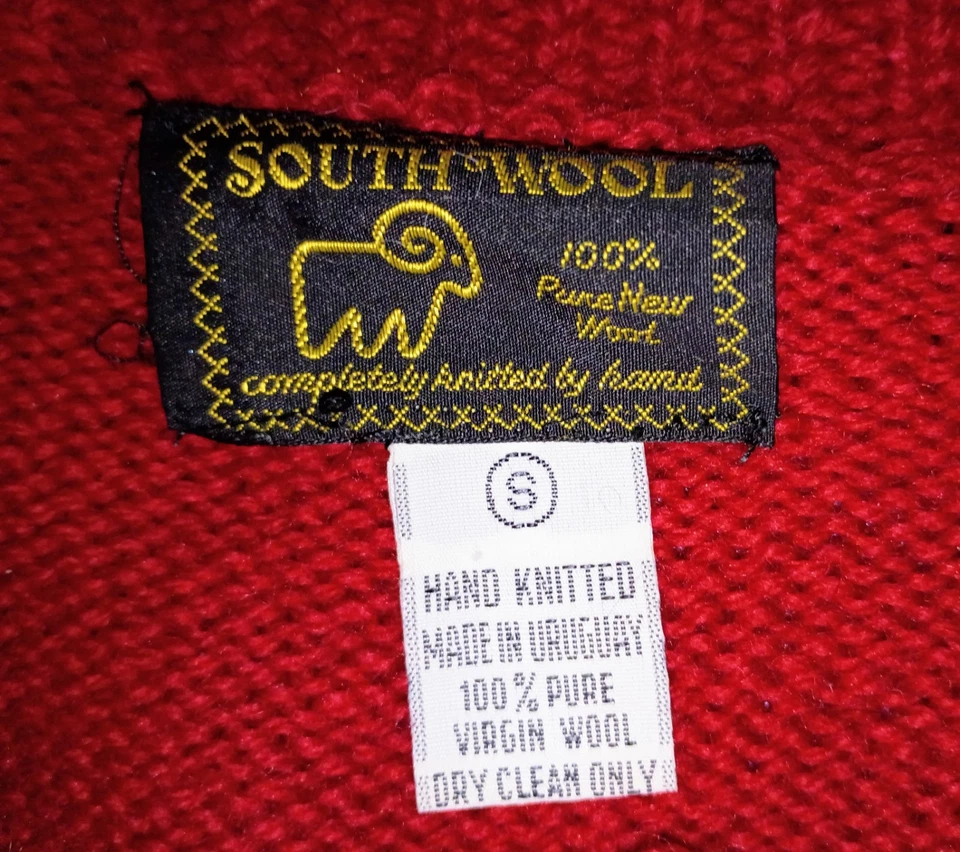 SOUTH WOOL
100%
Pure New
Wool
completely knitted by hand
S
HAND KNITTED
MADE IN URUGUAY
100% PURE
VIRGIN WOOL
DRY CLEAN ONLY